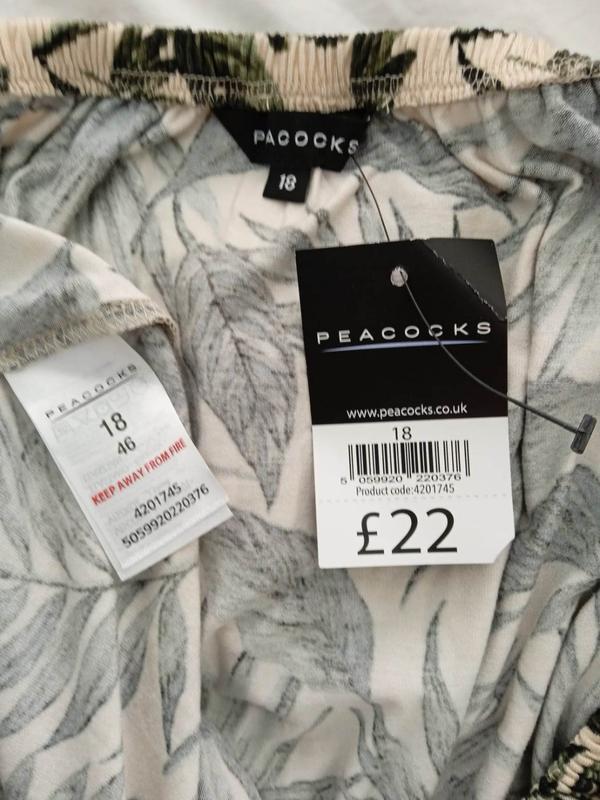 PACOCKS
18
PEACOCKS
www.peacocks.co.uk
18
5 059920 220376
Product code:4201745
£22
PEACOCKS
18
46
KEEP AWAY FROM FIRE
4201745
5059920220376